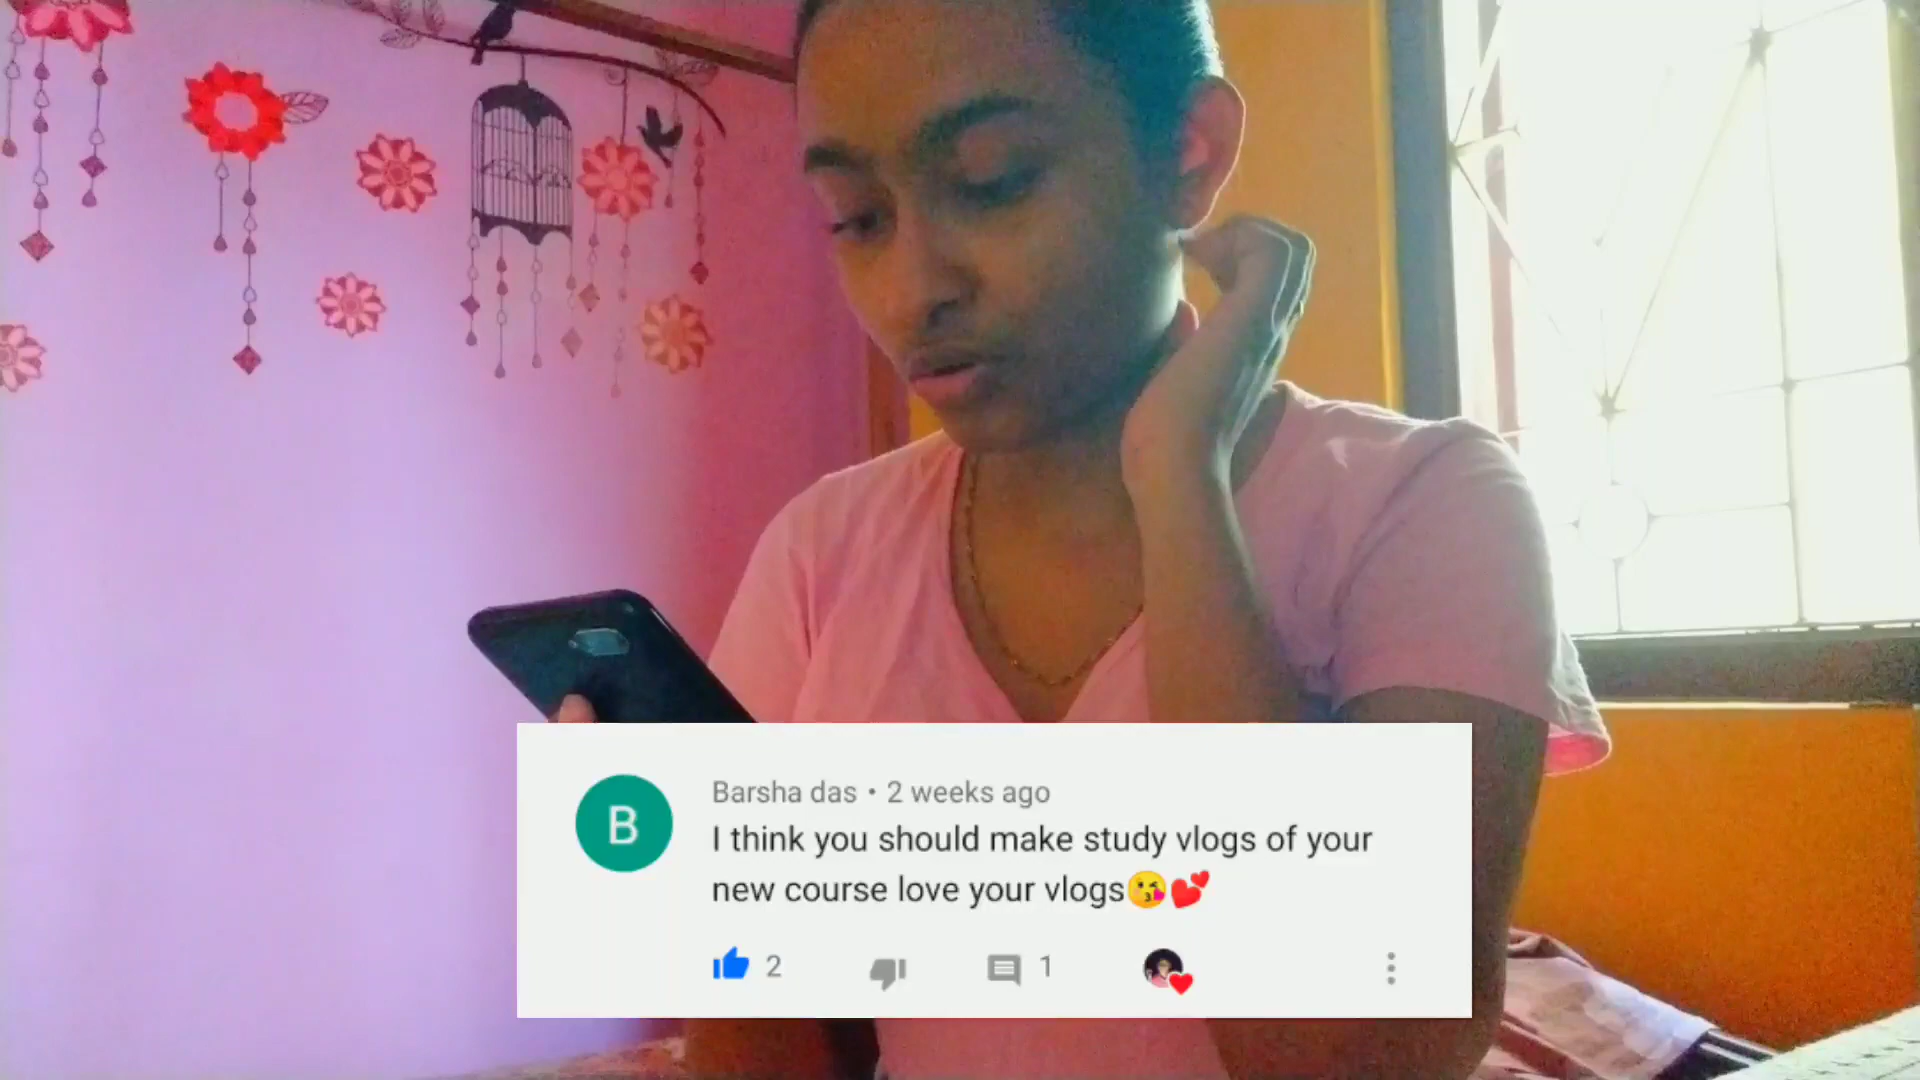 B
Barsha das • 2 weeks ago
I think you should make study vlogs of your
new course love your vlogs😘💕
2
1